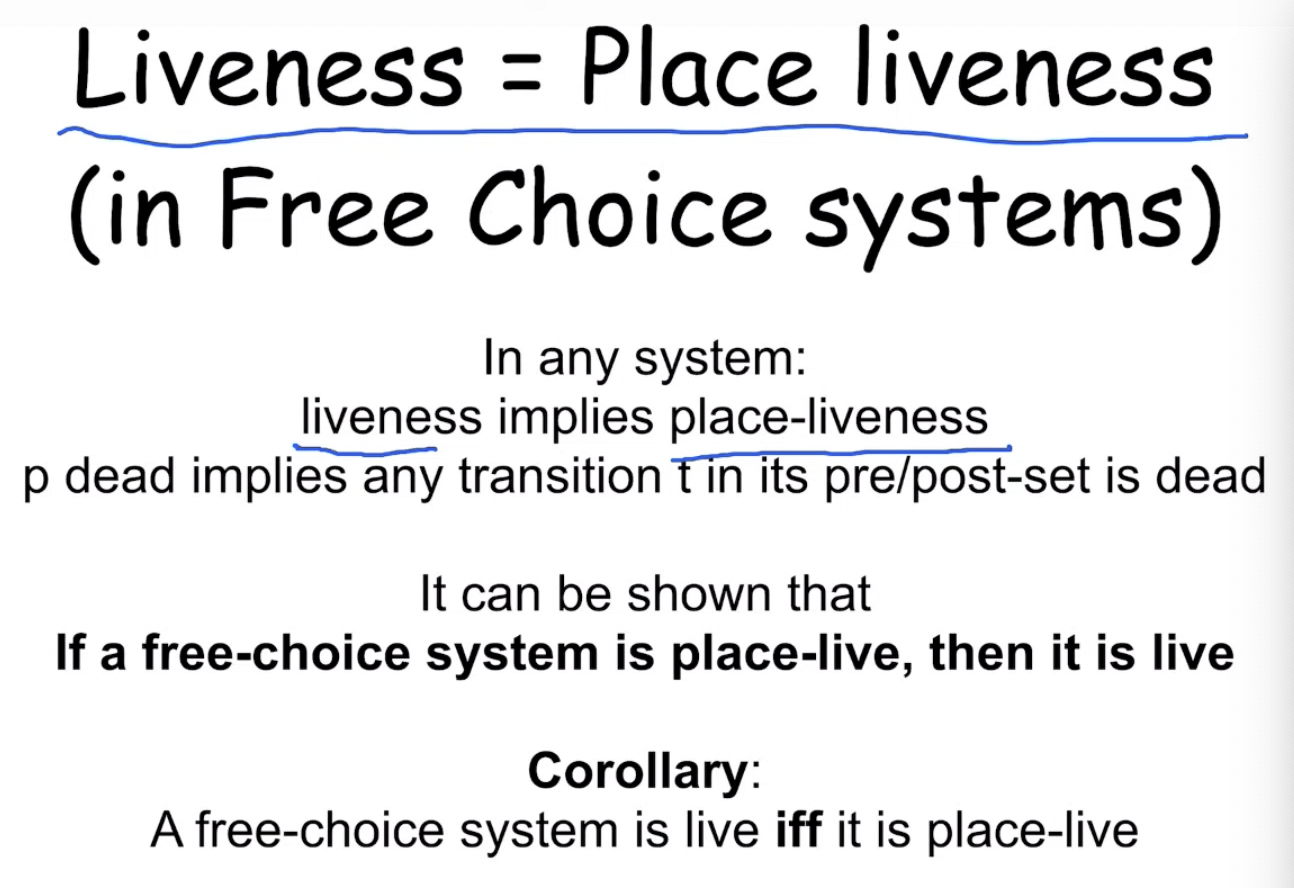 Liveness = Place liveness
(in Free Choice systems)
In any system:
liveness implies place-liveness
p dead implies any transition t in its pre/post-set is dead
It can be shown that
If a free-choice system is place-live, then it is live
Corollary:
A free-choice system is live iff it is place-live